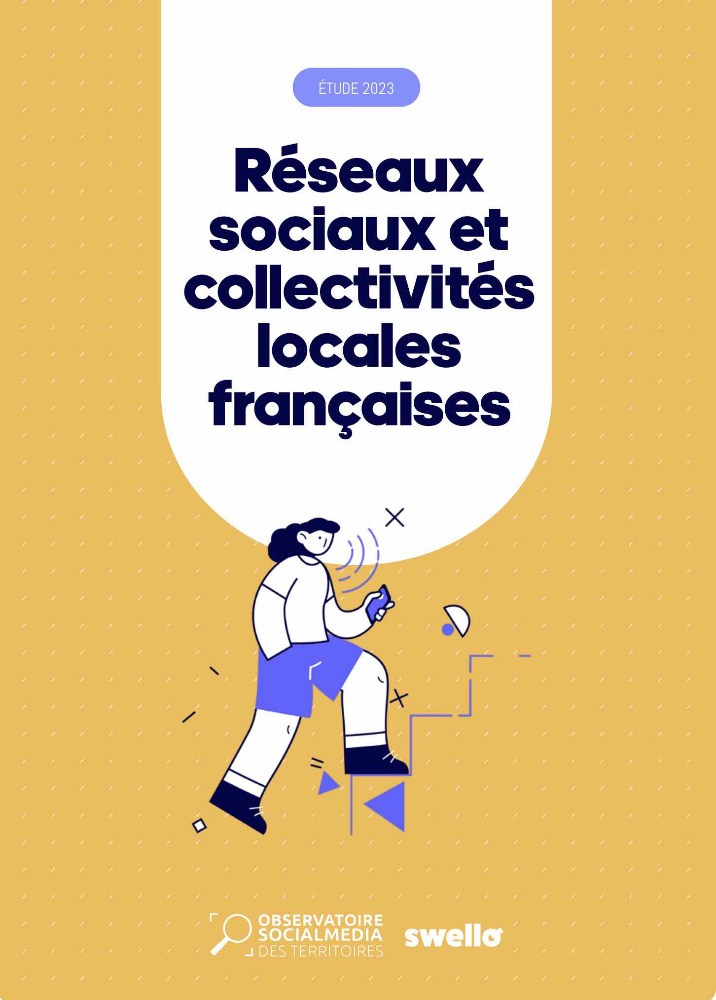 ÉTUDE 2023
Réseaux
sociaux et
collectivités
locales
françaises
OBSERVATOIRE
SOCIALMEDIA
DES TERRITOIRES
swello